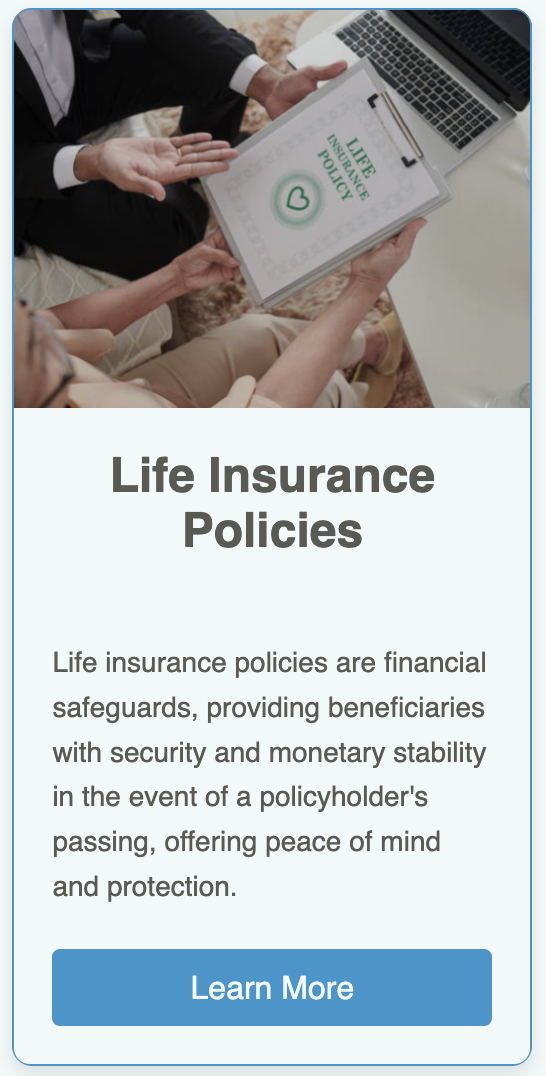 LIFE
INSURANCE
POLICY
Life Insurance
Policies
Life insurance policies are financial
safeguards, providing beneficiaries
with security and monetary stability
in the event of a policyholder's
passing, offering peace of mind
and protection.
Learn More